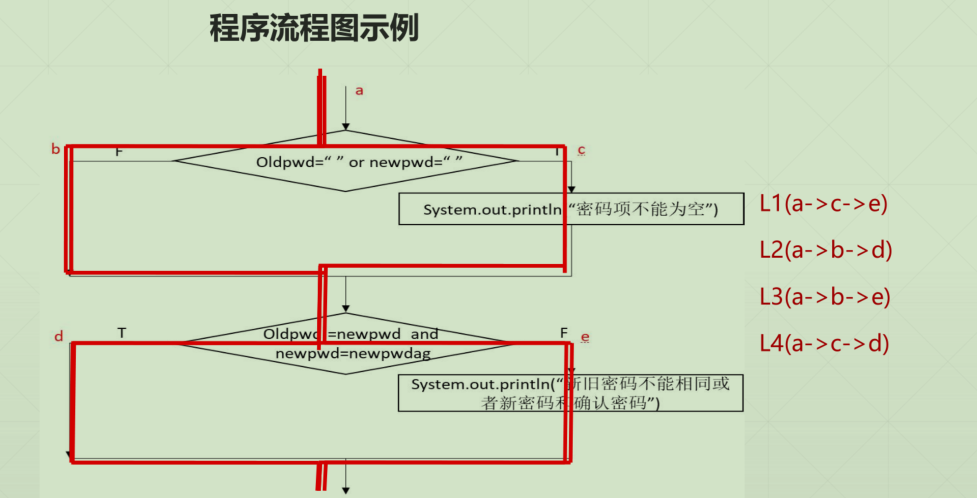 程序流程图示例
a
b
F
Oldpwd=“ ” or newpwd=“ ”
T
c
System.out.println(“密码项不能为空”)
L1(a->c->e)
L2(a->b->d)
L3(a->b->e)
L4(a->c->d)
d
T
Oldpwd!=newpwd and
newpwd=newpwdag
F
e
System.out.println(“新旧密码不能相同或
者新密码和确认密码”)